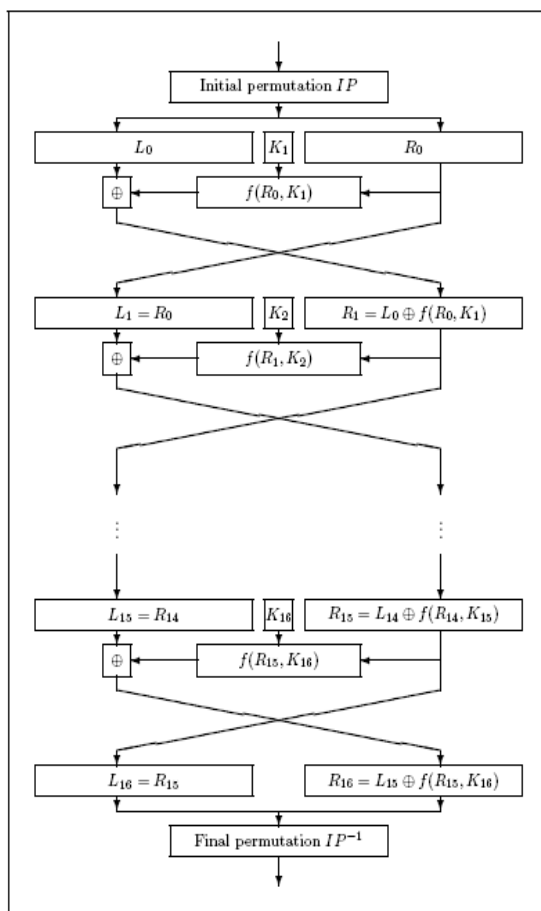 Initial permutation IP
L₀ K₁ R₀
⊕ f(R₀, K₁)
L₁ = R₀ K₂ R₁ = L₀ ⊕ f(R₀, K₁)
⊕ f(R₁, K₂)
⋮ ⋮
L₁₅ = R₁₄ K₁₆ R₁₅ = L₁₄ ⊕ f(R₁₄, K₁₅)
⊕ f(R₁₅, K₁₆)
L₁₆ = R₁₅ R₁₆ = L₁₅ ⊕ f(R₁₅, K₁₆)
Final permutation IP⁻¹